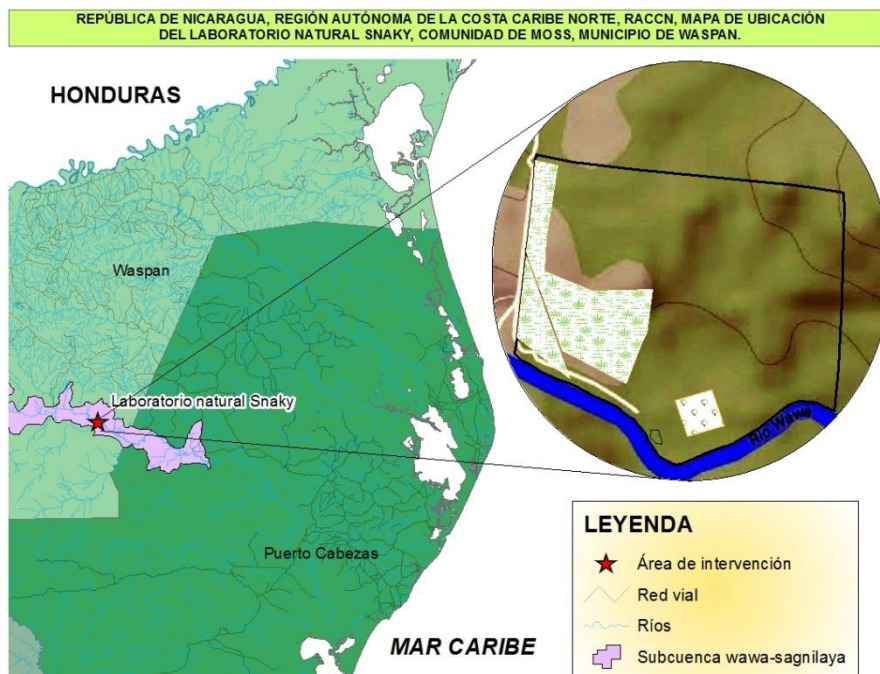 REPÚBLICA DE NICARAGUA, REGIÓN AUTÓNOMA DE LA COSTA CARIBE NORTE, RACCN, MAPA DE UBICACIÓN
DEL LABORATORIO NATURAL SNAKY, COMUNIDAD DE MOSS, MUNICIPIO DE WASPAN.
HONDURAS
Waspan
Laboratorio natural Snaky
Río Wawa
Puerto Cabezas
MAR CARIBE
LEYENDA
Área de intervención
Red vial
Ríos
Subcuenca wawa-sagnilaya